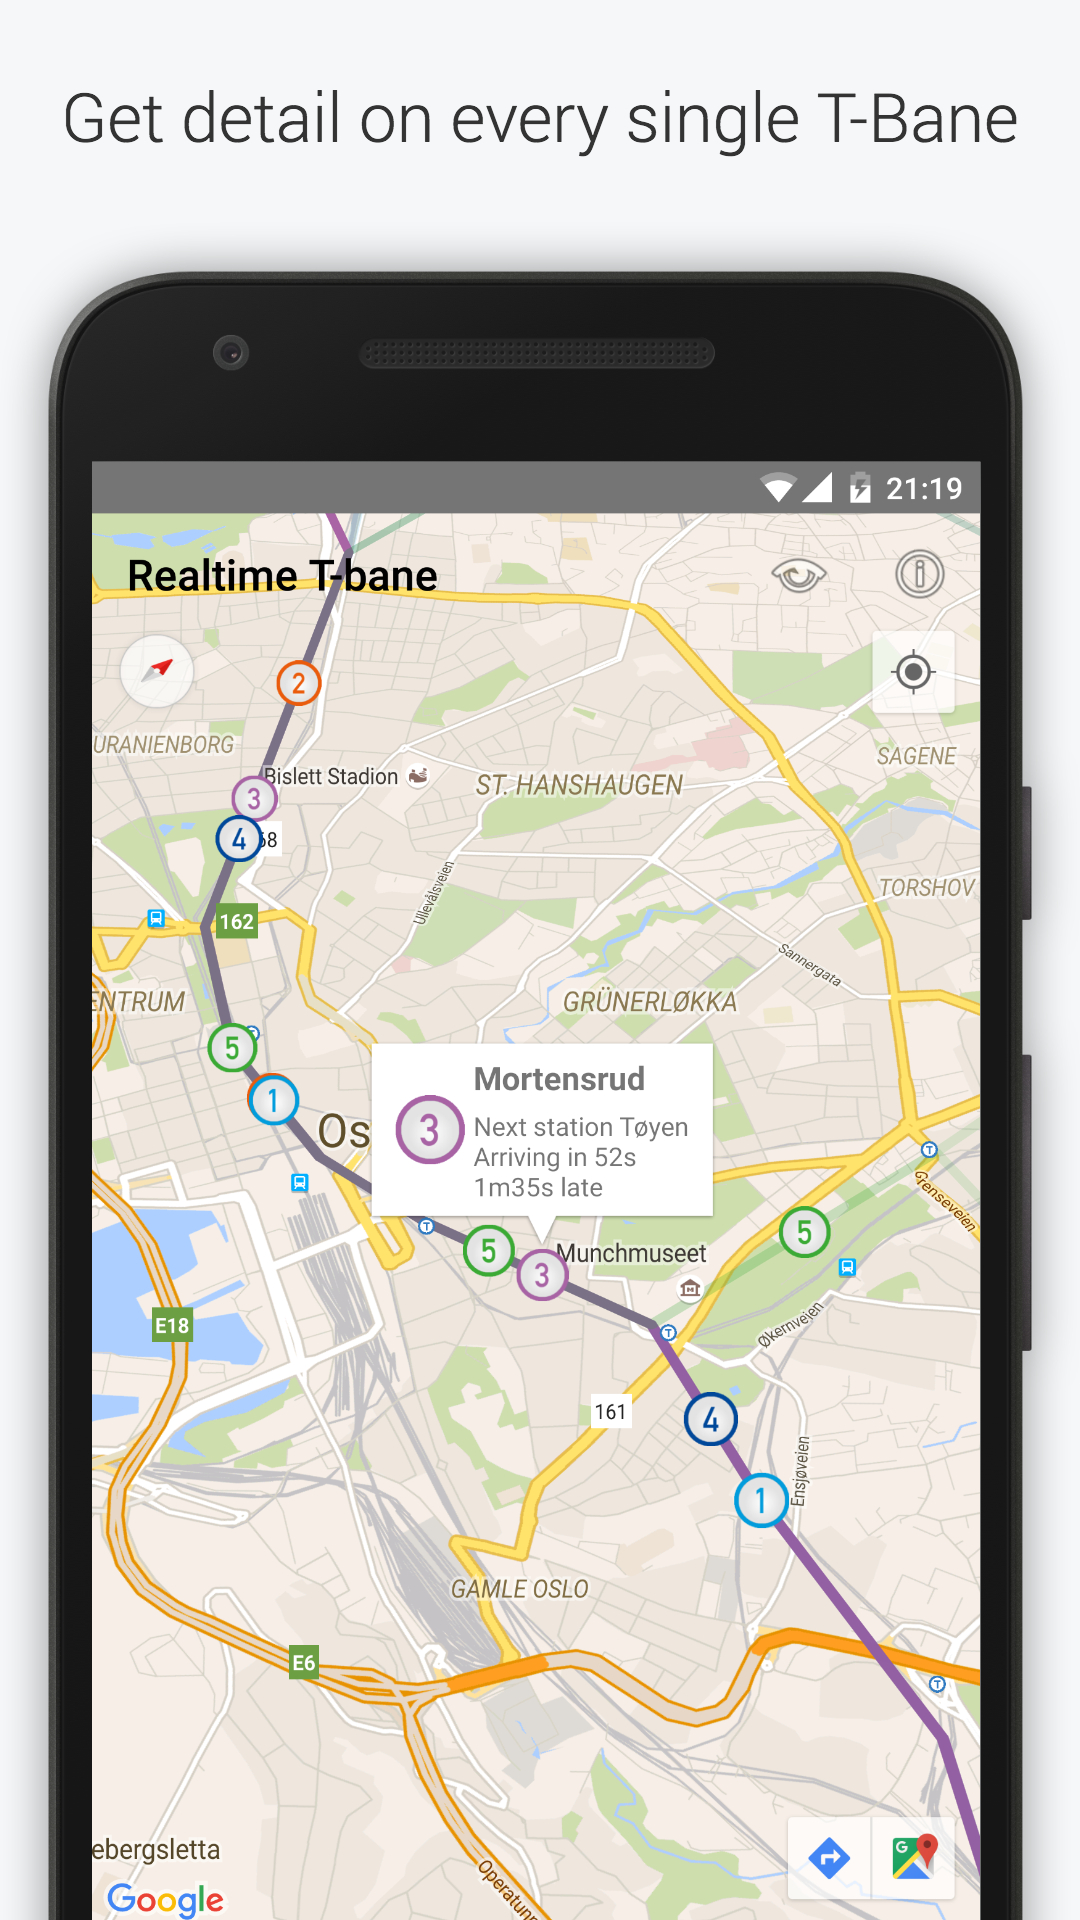 Get detail on every single T-Bane
21:19
Realtime T-bane
2
URANIENBORG
SAGENE
Bislett Stadion
ST. HANSHAUGEN
3
4
68
TORSHOV
Ullevålsveien
162
Sannergata
ENTRUM
GRÜNERLØKKA
5
1
Os
Mortensrud
3
Next station Tøyen
Arriving in 52s
1m35s late
T
Grenseveien
T
5
5
Munchmuseet
3
E18
T
Økernveien
161
4
Ensjøveien
1
GAMLE OSLO
E6
T
ebergsletta
G
Google
Operatunn